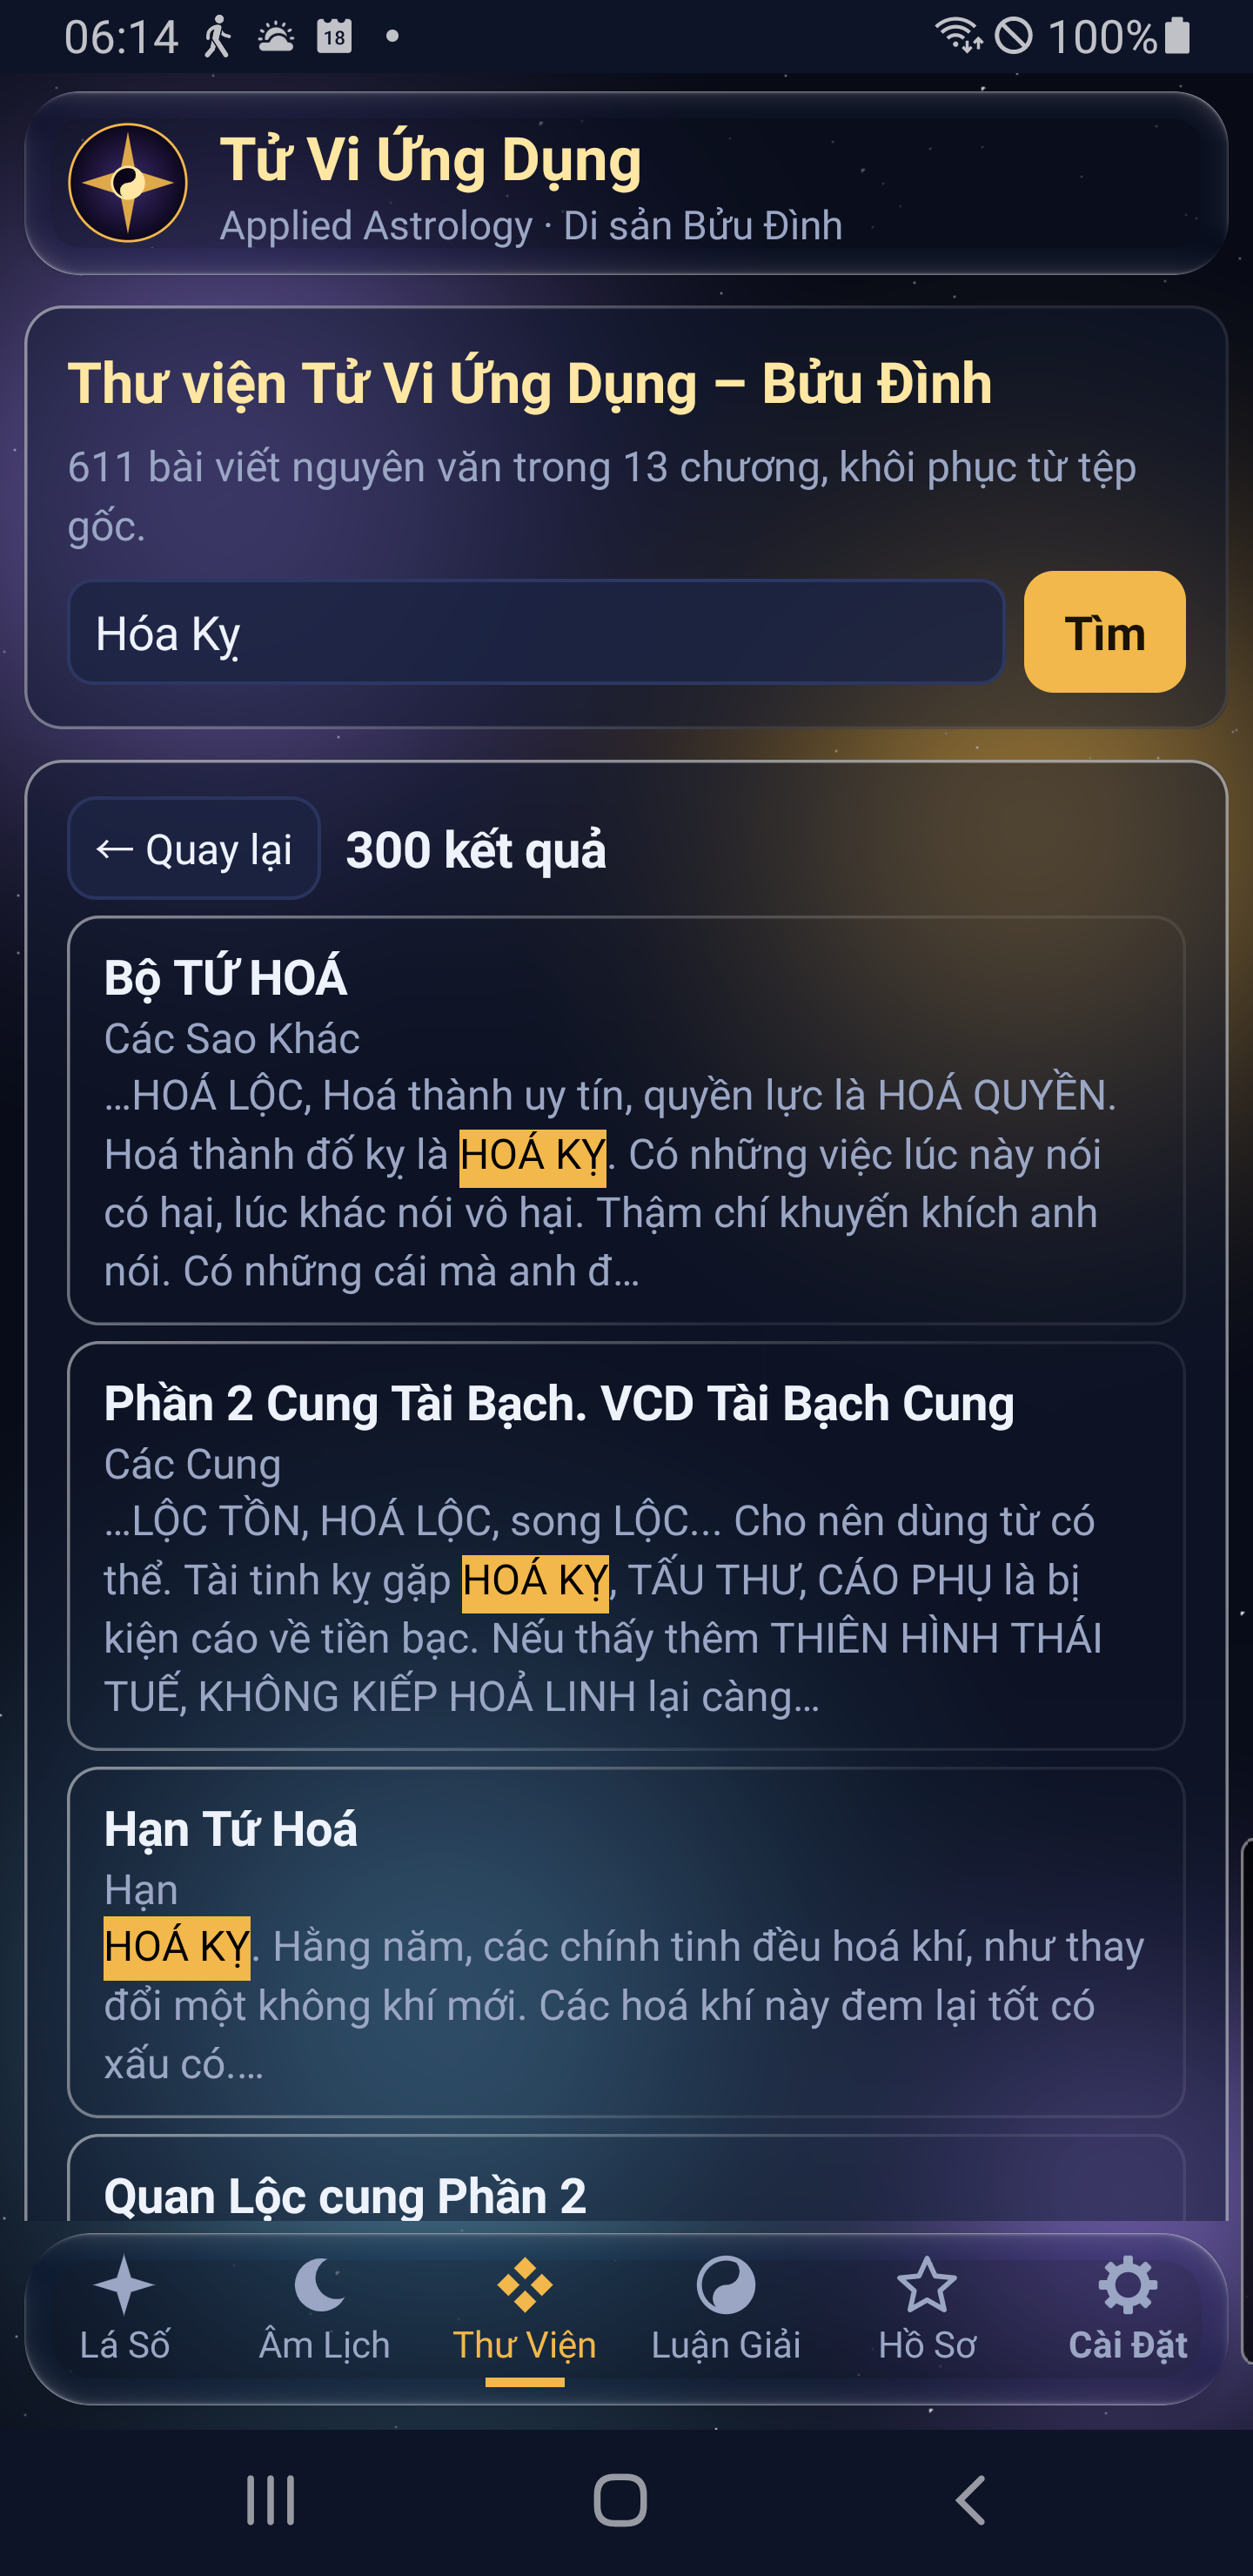 06:14
18
100%
Tử Vi Ứng Dụng
Applied Astrology · Di sản Bửu Đình
Thư viện Tử Vi Ứng Dụng – Bửu Đình
611 bài viết nguyên văn trong 13 chương, khôi phục từ tệp
gốc.
Hóa Kỵ
Tìm
← Quay lại
300 kết quả
Bộ TỨ HOÁ
Các Sao Khác
…HOÁ LỘC, Hoá thành uy tín, quyền lực là HOÁ QUYỀN.
Hoá thành đố kỵ là HOÁ KỴ. Có những việc lúc này nói
có hại, lúc khác nói vô hại. Thậm chí khuyến khích anh
nói. Có những cái mà anh đ…
Phần 2 Cung Tài Bạch. VCD Tài Bạch Cung
Các Cung
…LỘC TỒN, HOÁ LỘC, song LỘC... Cho nên dùng từ có
thể. Tài tinh kỵ gặp HOÁ KỴ, TẤU THƯ, CÁO PHỤ là bị
kiện cáo về tiền bạc. Nếu thấy thêm THIÊN HÌNH THÁI
TUẾ, KHÔNG KIẾP HOẢ LINH lại càng…
Hạn Tứ Hoá
Hạn
HOÁ KỴ. Hằng năm, các chính tinh đều hoá khí, như thay
đổi một không khí mới. Các hoá khí này đem lại tốt có
xấu có.…
Quan Lộc cung Phần 2
Lá Số
Âm Lịch
Thư Viện
Luận Giải
Hồ Sơ
Cài Đặt